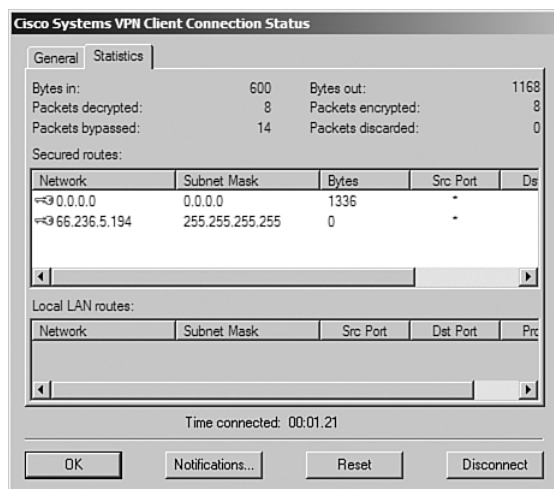 Cisco Systems VPN Client Connection Status
General Statistics
Bytes in: 600 Bytes out: 1168
Packets decrypted: 8 Packets encrypted: 8
Packets bypassed: 14 Packets discarded: 0
Secured routes:
Network Subnet Mask Bytes Src Port Ds
0.0.0.0 0.0.0.0 1336 *
66.236.5.194 255.255.255.255 0 *
Local LAN routes:
Network Subnet Mask Src Port Dst Port Prc
Time connected: 00:01.21
OK Notifications... Reset Disconnect